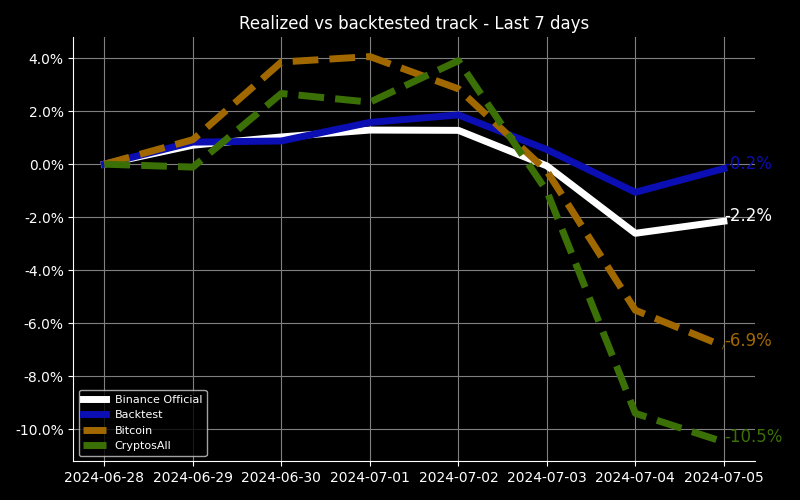 Realized vs backtested track - Last 7 days
4.0%
2.0%
0.0%
-2.0%
-4.0%
-6.0%
-8.0%
-10.0%
-0.2%
-2.2%
-6.9%
-10.5%
Binance Official
Backtest
Bitcoin
CryptosAll
2024-06-28 2024-06-29 2024-06-30 2024-07-01 2024-07-02 2024-07-03 2024-07-04 2024-07-05